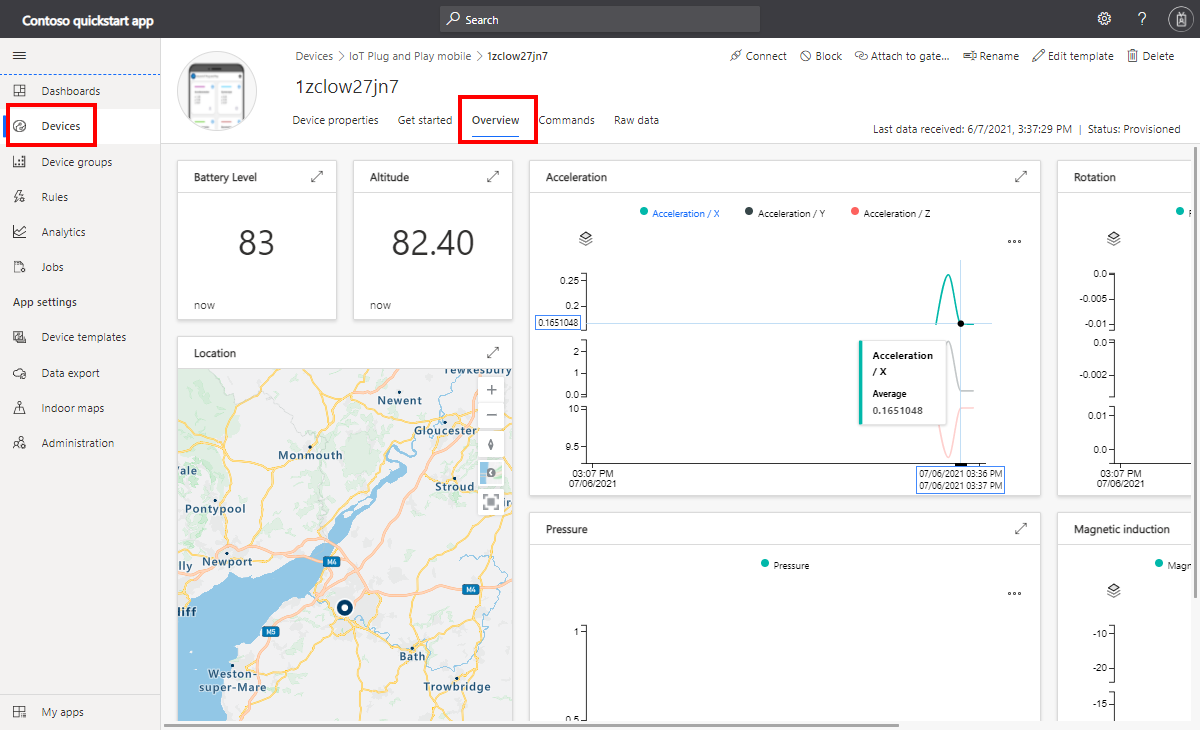 Contoso quickstart app
Search
?
Dashboards
Devices
Device groups
Rules
Analytics
Jobs
App settings
Device templates
Data export
Indoor maps
Administration
My apps
Devices > IoT Plug and Play mobile > 1zclow27jn7
Connect Block Attach to gate... Rename Edit template Delete
1zclow27jn7
Device properties Get started Overview Commands Raw data
Last data received: 6/7/2021, 3:37:29 PM | Status: Provisioned
Battery Level
83
now
Altitude
82.40
now
Acceleration
Acceleration / X Acceleration / Y Acceleration / Z
0.25
0.2
0.1651048
2
1
0.0
10
9.5
Acceleration
/ X
Average
0.1651048
03:07 PM
07/06/2021
07/06/2021 03:36 PM
07/06/2021 03:37 PM
Rotation
0.0
-0.005
-0.01
0.0
-0.002
0.01
0.0
03:07 PM
07/06/2021
Location
Tewkesbury
Newent
Gloucester
Monmouth
Stroud
Pontypool
Newport
M4
M4
M5
Bath
Weston-
super-Mare
Trowbridge
Pressure
Pressure
1
0.5
Magnetic induction
Magn
-10
-20
-15